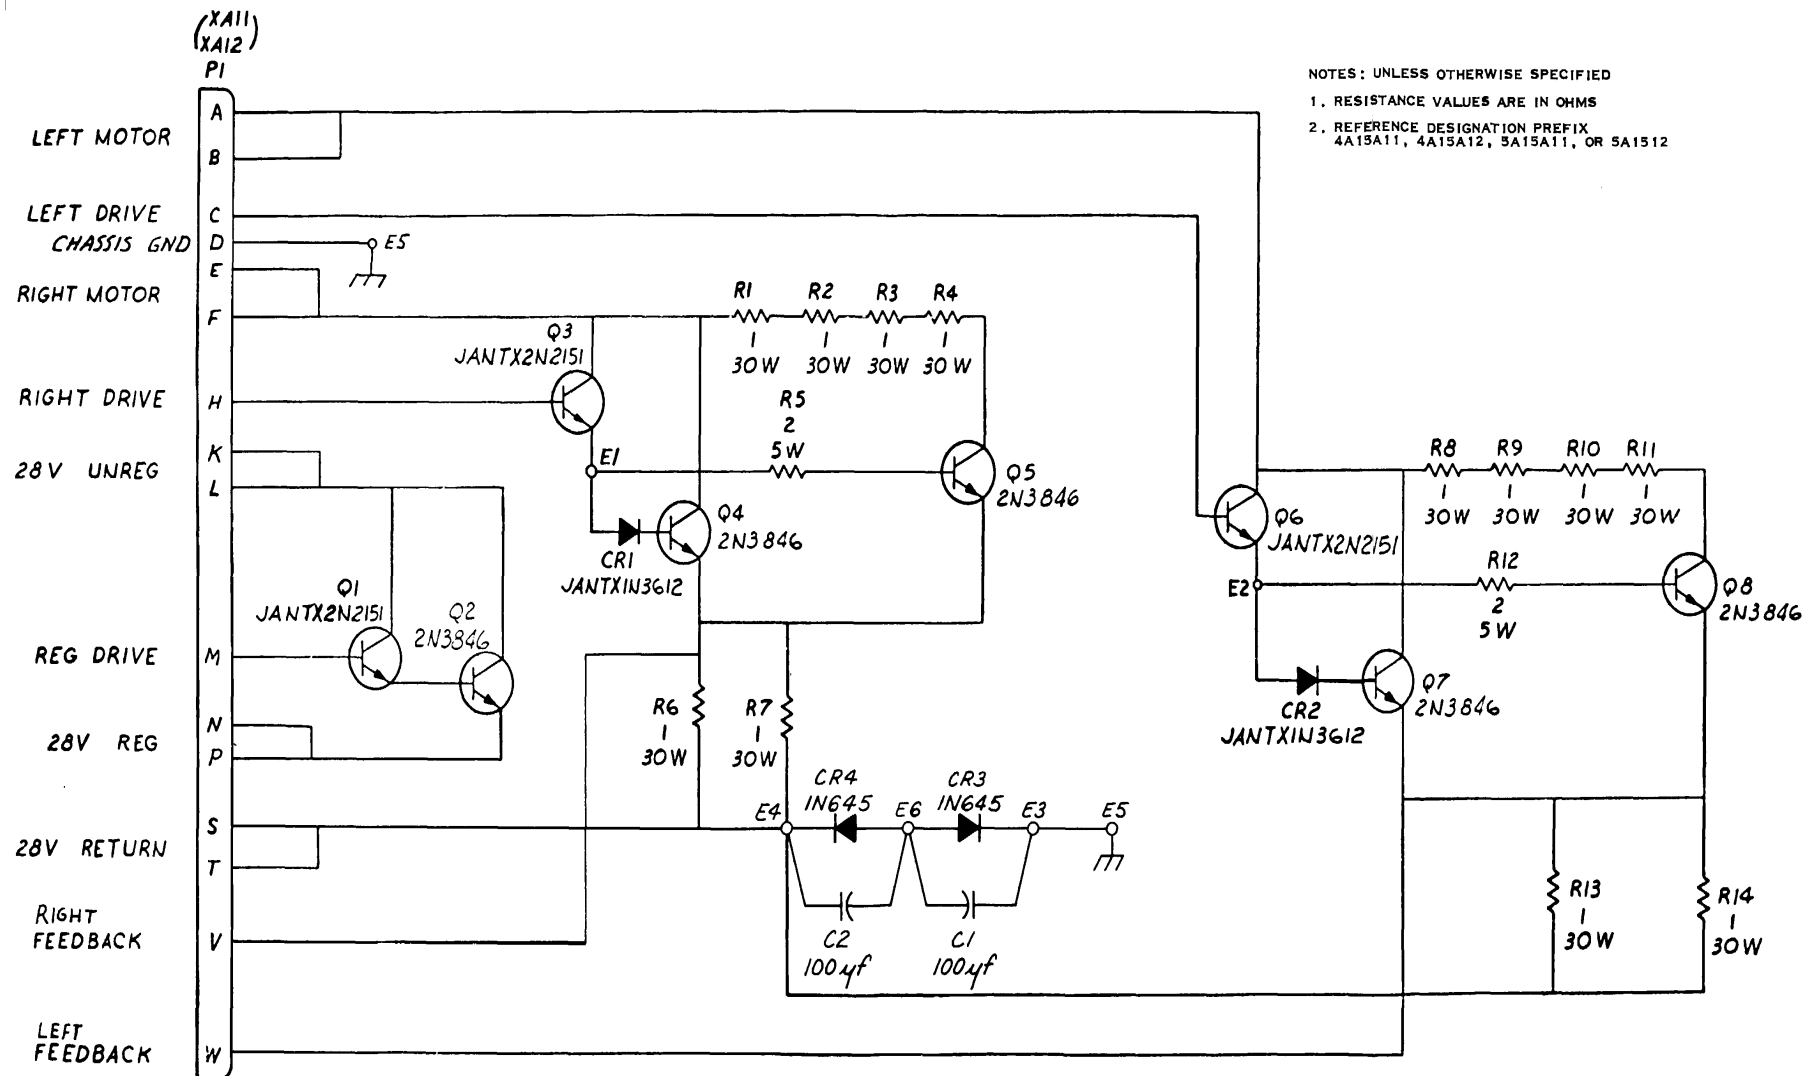 (XA11
XA12)
P1
NOTES: UNLESS OTHERWISE SPECIFIED
1. RESISTANCE VALUES ARE IN OHMS
2. REFERENCE DESIGNATION PREFIX
4A15A11, 4A15A12, 5A15A11, OR 5A1512
A
LEFT MOTOR
B
LEFT DRIVE C
CHASSIS GND D
E5
E
RIGHT MOTOR
F
R1
1
30W
R2
1
30W
R3
1
30W
R4
1
30W
Q3
JANTX2N2151
RIGHT DRIVE H
R5
2
5W
K
28V UNREG
L
E1
Q5
2N3846
Q4
2N3846
CR1
JANTX1N3612
Q1
JANTX2N2151
Q2
2N3846
REG DRIVE M
N
28V REG
P
R6
1
30W
R7
1
30W
R8
1
30W
R9
1
30W
R10
1
30W
R11
1
30W
Q6
JANTX2N2151
E2
R12
2
5W
Q8
2N3846
CR2
JANTX1N3612
Q7
2N3846
S
28V RETURN
T
E4
CR4
1N645
E6
CR3
1N645
E3
E5
C2
100µf
C1
100µf
R13
1
30W
R14
1
30W
RIGHT
FEEDBACK V
LEFT
FEEDBACK W